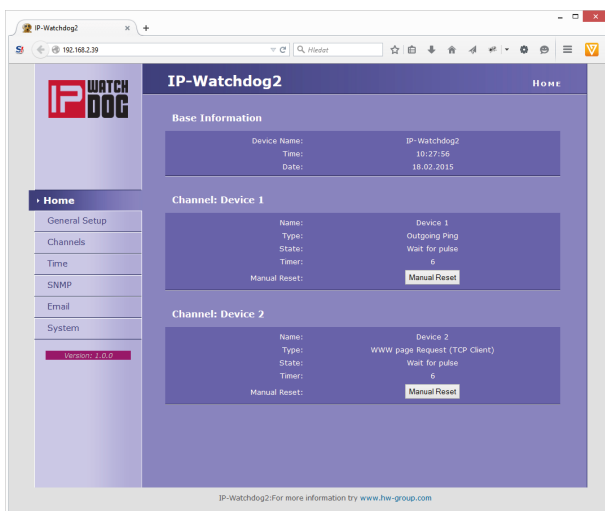 IP-Watchdog2
192.168.2.39
Hledat
IP WATCH DOG
IP-Watchdog2
HOME
Base Information
Device Name: IP-Watchdog2
Time: 10:27:56
Date: 18.02.2015
Home
General Setup
Channels
Time
SNMP
Email
System
Version: 1.0.0
Channel: Device 1
Name: Device 1
Type: Outgoing Ping
State: Wait for pulse
Timer: 6
Manual Reset: Manual Reset
Channel: Device 2
Name: Device 2
Type: WWW page Request (TCP Client)
State: Wait for pulse
Timer: 6
Manual Reset: Manual Reset
IP-Watchdog2:For more information try www.hw-group.com